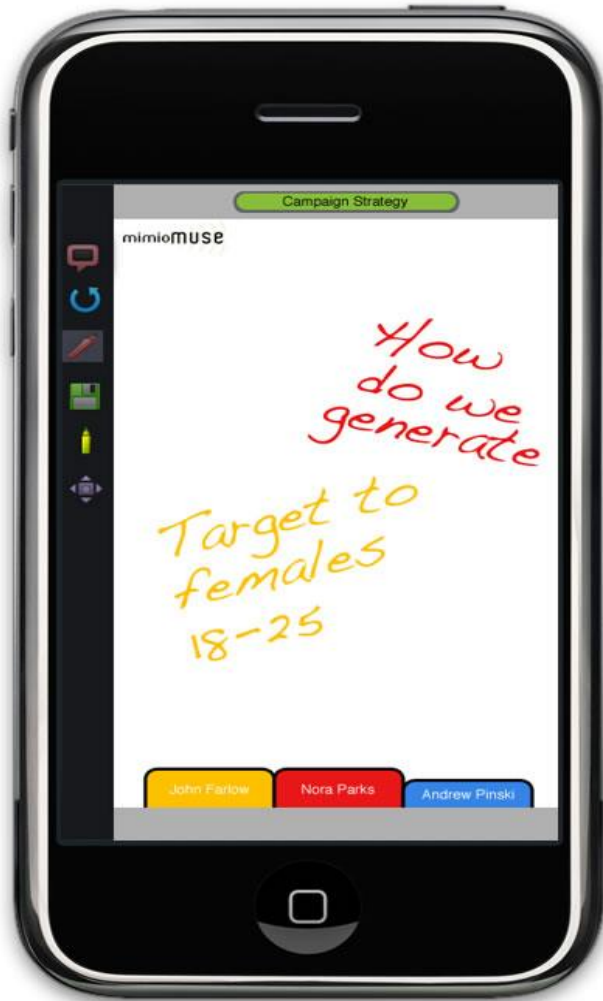 Campaign Strategy
mimioMUSE
How
do we
generate
Target to
females
18-25
John Farlow
Nora Parks
Andrew Pinski